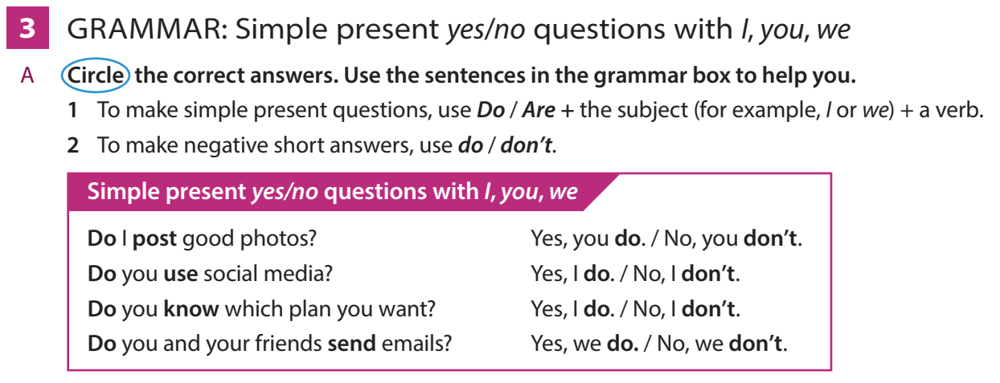 3 GRAMMAR: Simple present yes/no questions with I, you, we
A Circle the correct answers. Use the sentences in the grammar box to help you.
1 To make simple present questions, use Do / Are + the subject (for example, I or we) + a verb.
2 To make negative short answers, use do / don’t.
Simple present yes/no questions with I, you, we
Do I post good photos? Yes, you do. / No, you don’t.
Do you use social media? Yes, I do. / No, I don’t.
Do you know which plan you want? Yes, I do. / No, I don’t.
Do you and your friends send emails? Yes, we do. / No, we don’t.